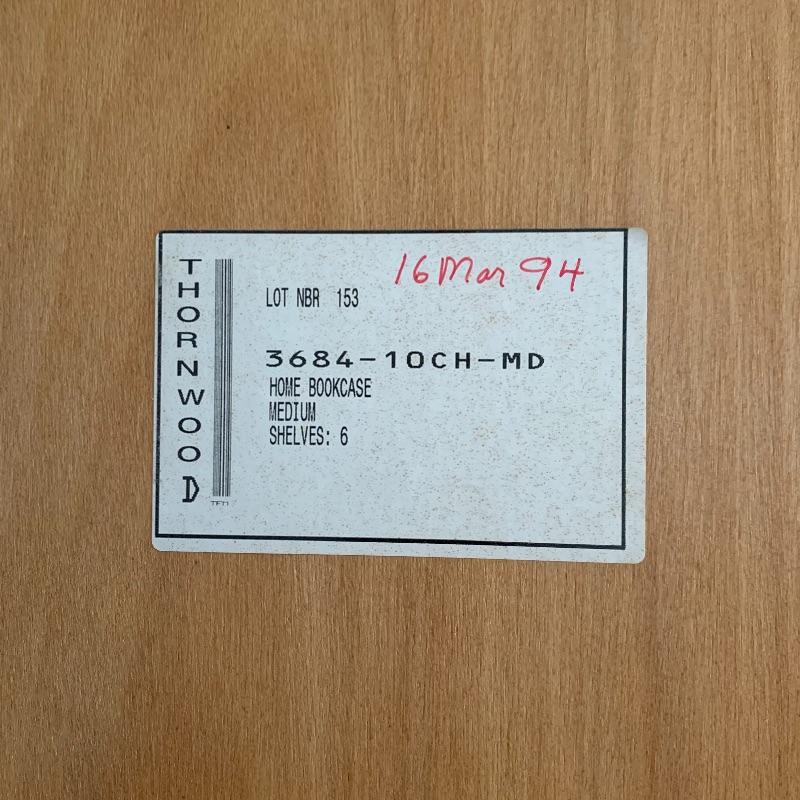 THORNWOOD
16 Mar 94
LOT NBR 153
3684-10CH-MD
HOME BOOKCASE
MEDIUM
SHELVES: 6